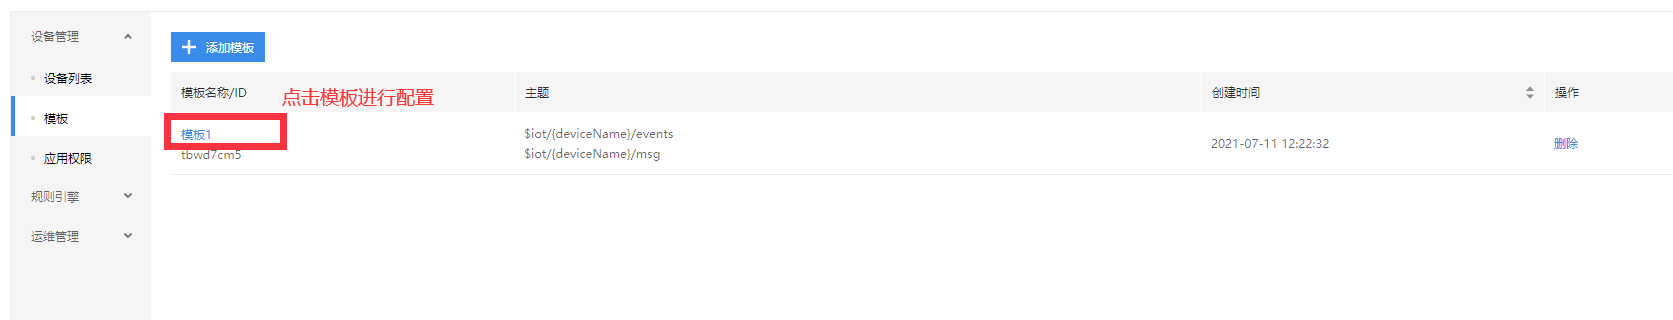 设备管理
设备列表
模板
应用权限
规则引擎
运维管理
添加模板
模板名称/ID
点击模板进行配置
主题
创建时间
操作
模板1
tbwd7cm5
$iot/{deviceName}/events
$iot/{deviceName}/msg
2021-07-11 12:22:32
删除